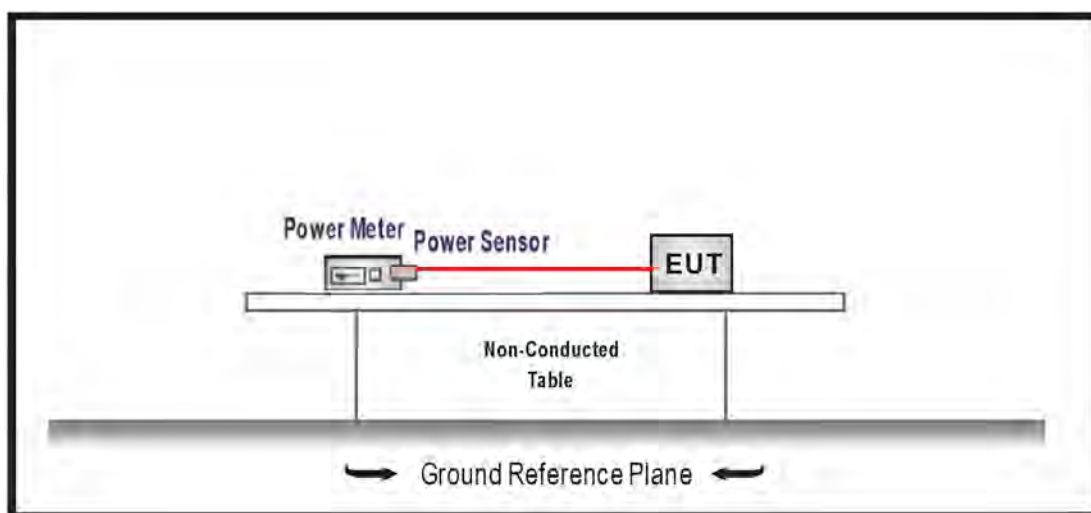 Power Meter
Power Sensor
EUT
Non-Conducted
Table
Ground Reference Plane